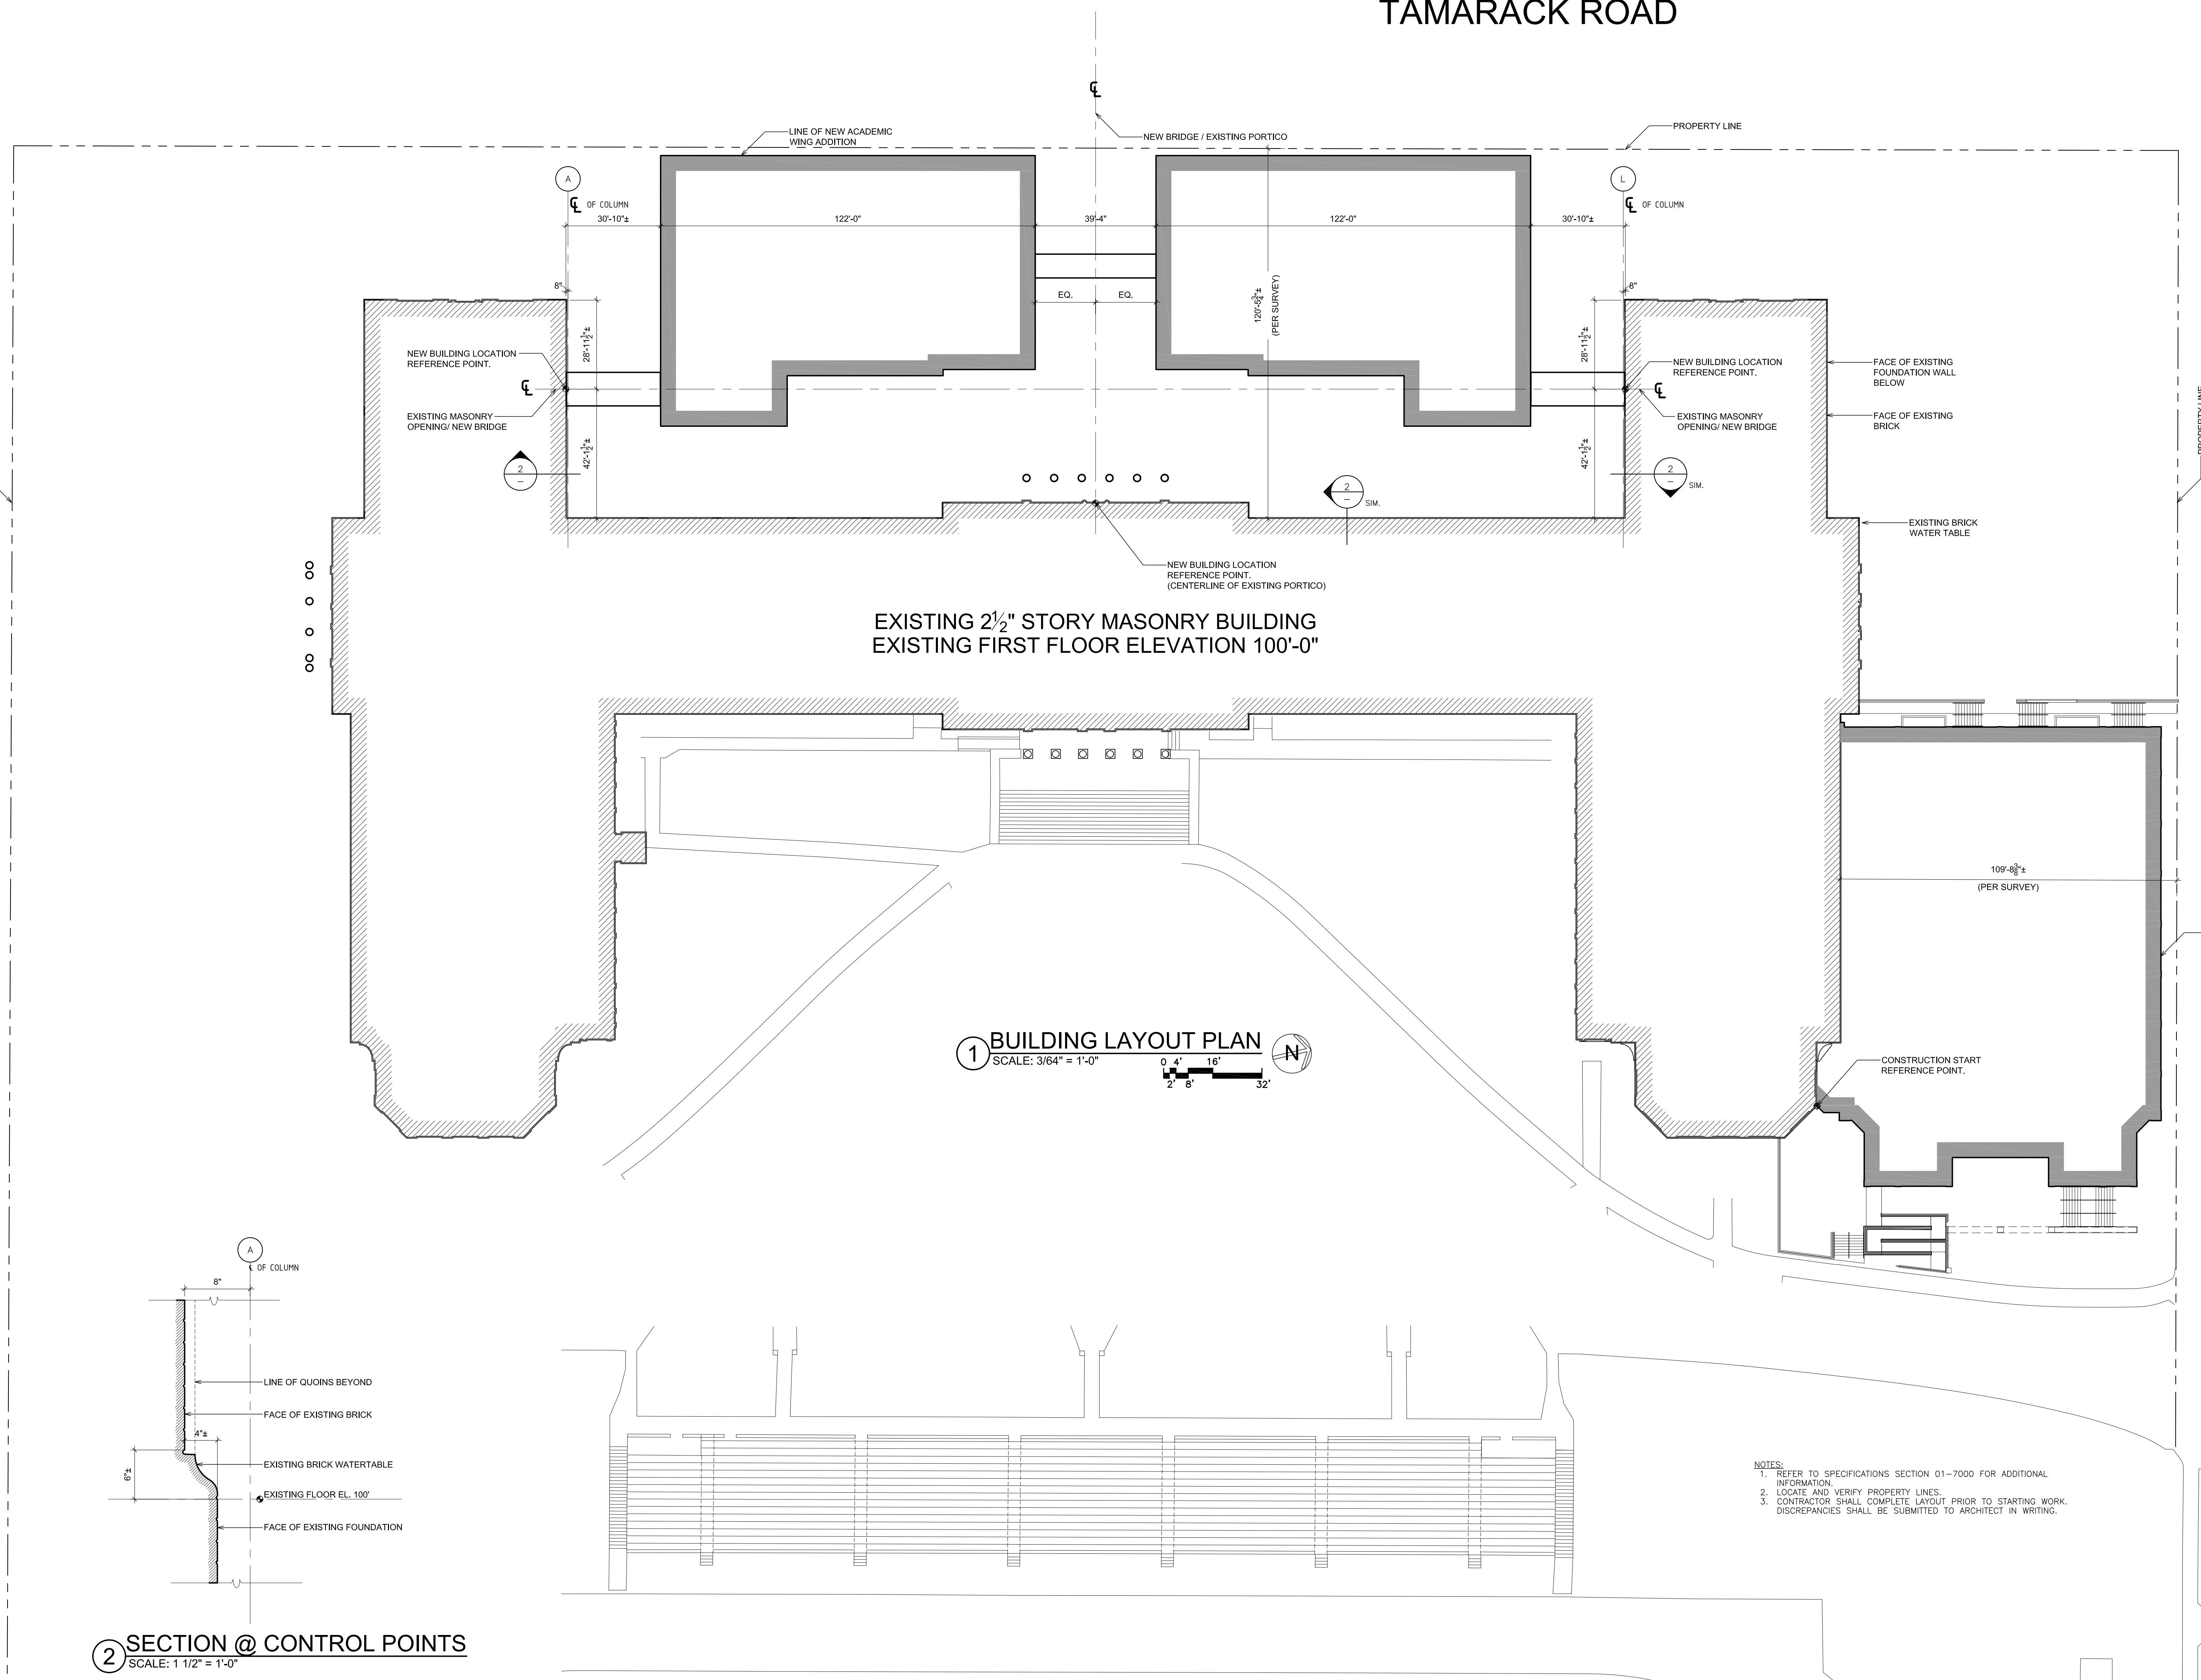 TAMARACK ROAD
LINE OF NEW ACADEMIC
WING ADDITION
NEW BRIDGE / EXISTING PORTICO
PROPERTY LINE
A
OF COLUMN
L
OF COLUMN
30'-10"±
122'-0"
39'-4"
122'-0"
30'-10"±
8"
EQ.
EQ.
8"
120'-5¾"±
(PER SURVEY)
28'-11½"±
28'-11½"±
NEW BUILDING LOCATION
REFERENCE POINT.
EXISTING MASONRY
OPENING/ NEW BRIDGE
NEW BUILDING LOCATION
REFERENCE POINT.
EXISTING MASONRY
OPENING/ NEW BRIDGE
FACE OF EXISTING
FOUNDATION WALL
BELOW
FACE OF EXISTING
BRICK
PROPERTY LINE
42'-1½"±
42'-1½"±
2
–
2
–
SIM.
2
–
SIM.
EXISTING BRICK
WATER TABLE
NEW BUILDING LOCATION
REFERENCE POINT.
(CENTERLINE OF EXISTING PORTICO)
EXISTING 2½" STORY MASONRY BUILDING
EXISTING FIRST FLOOR ELEVATION 100'-0"
(PER SURVEY)
1
BUILDING LAYOUT PLAN
SCALE: 3/64" = 1'-0"
0 4' 16'
2' 8' 32'
N
CONSTRUCTION START
REFERENCE POINT.
A
℄ OF COLUMN
8"
LINE OF QUOINS BEYOND
FACE OF EXISTING BRICK
4"±
EXISTING BRICK WATERTABLE
6"±
EXISTING FLOOR EL. 100'
FACE OF EXISTING FOUNDATION
2
SECTION @ CONTROL POINTS
SCALE: 1 1/2" = 1'-0"
NOTES:
1. REFER TO SPECIFICATIONS SECTION 01-7000 FOR ADDITIONAL
INFORMATION.
2. LOCATE AND VERIFY PROPERTY LINES.
3. CONTRACTOR SHALL COMPLETE LAYOUT PRIOR TO STARTING WORK.
DISCREPANCIES SHALL BE SUBMITTED TO ARCHITECT IN WRITING.